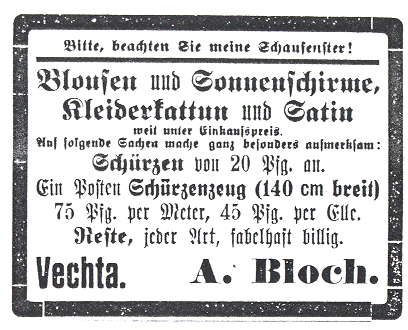 Bitte, beachten Sie meine Schaufenster!
Blousen und Sonnenschirme,
Kleiderkattun und Satin
weit unter Einkaufspreis.
Auf folgende Sachen mache ganz besonders aufmerksam:
Schürzen von 20 Pfg. an.
Ein Posten Schürzenzeug (140 cm breit)
75 Pfg. per Meter, 45 Pfg. per Elle.
Reste, jeder Art, fabelhaft billig.
Vechta. A. Bloch.